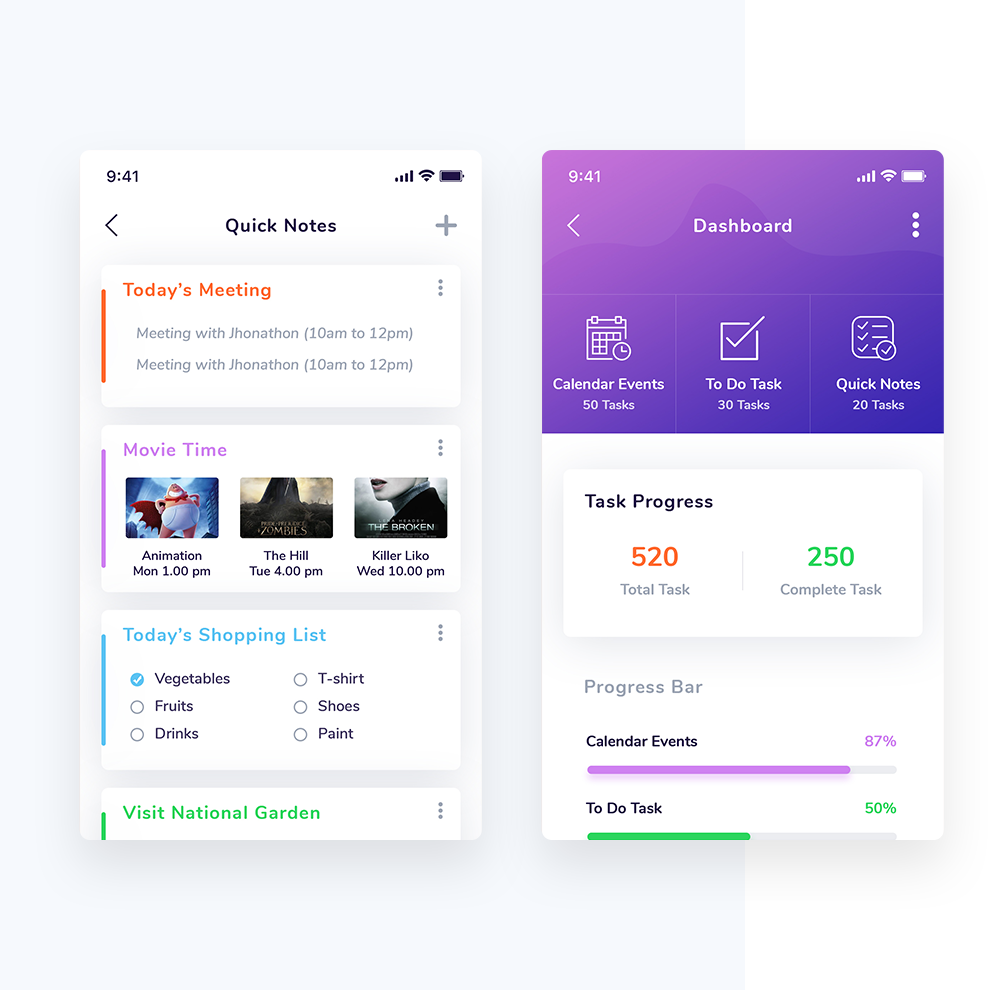 9:41
Quick Notes
Today's Meeting
Meeting with Jhonathon (10am to 12pm)
Meeting with Jhonathon (10am to 12pm)
Movie Time
PRIDE + PREJUDICE
+ZOMBIES
LENA HEADEY
THE BROKEN
Animation
Mon 1.00 pm
The Hill
Tue 4.00 pm
Killer Liko
Wed 10.00 pm
Today's Shopping List
Vegetables
T-shirt
Fruits
Shoes
Drinks
Paint
Visit National Garden
9:41
Dashboard
Calendar Events
50 Tasks
To Do Task
30 Tasks
Quick Notes
20 Tasks
Task Progress
520
Total Task
250
Complete Task
Progress Bar
Calendar Events 87%
To Do Task 50%